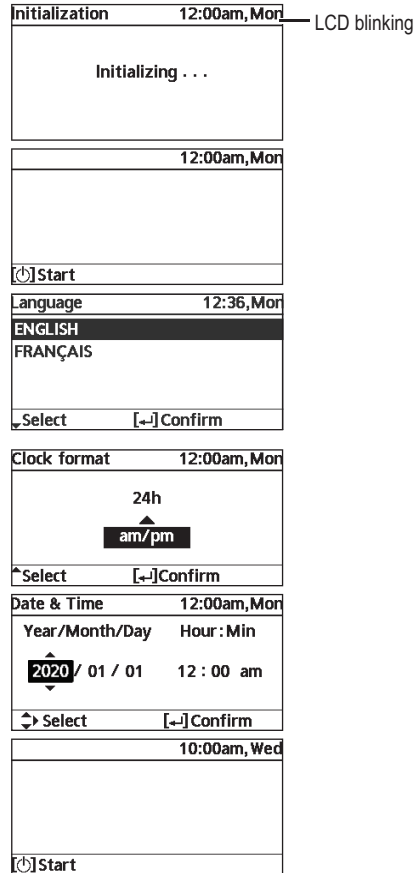 Initialization 12:00am,Mon
LCD blinking
Initializing . . .
12:00am,Mon
[⏻]Start
Language 12:36,Mon
ENGLISH
FRANÇAIS
Select [↵]Confirm
Clock format 12:00am,Mon
24h
am/pm
Select [↵]Confirm
Date & Time 12:00am,Mon
Year/Month/Day Hour:Min
2020 / 01 / 01 12 : 00 am
Select [↵]Confirm
10:00am,Wed
[⏻]Start